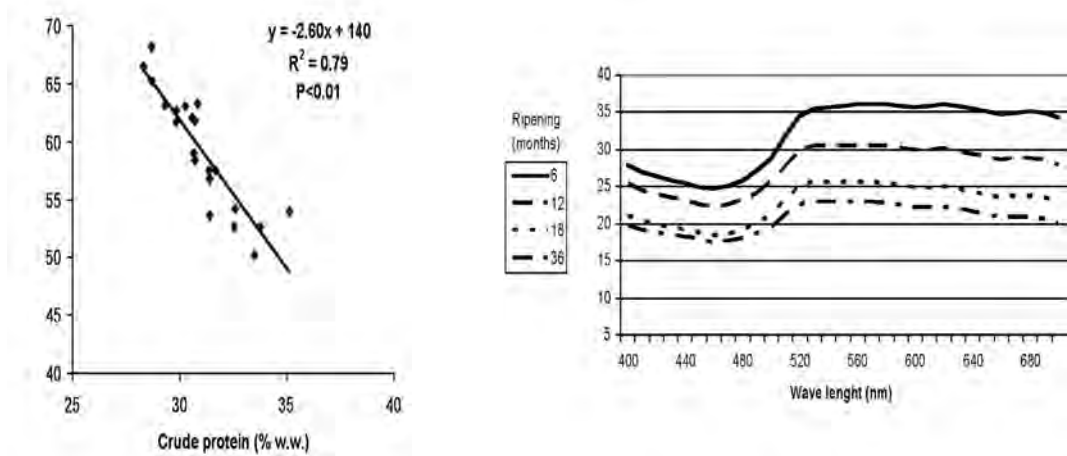 70
65
60
55
50
45
40
25 30 35 40
Crude protein (% w.w.)
y = -2.60x + 140
R² = 0.79
P<0.01
Ripening
(months)
6
12
18
36
40
35
30
25
20
15
10
5
400 440 480 520 560 600 640 680
Wave lenght (nm)